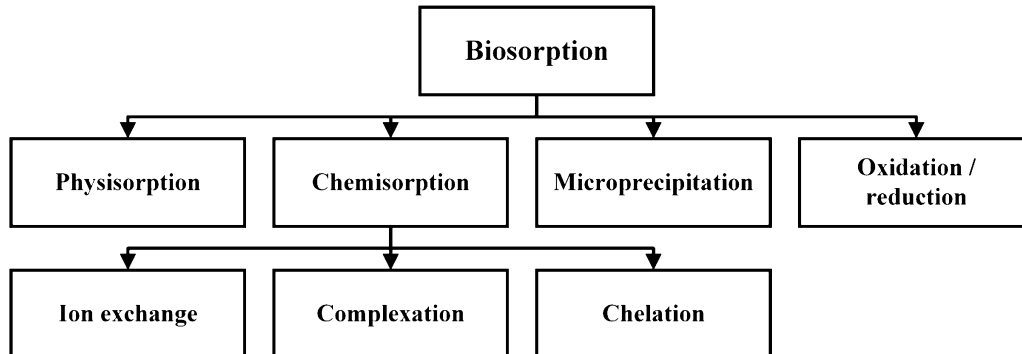 Biosorption
Physisorption
Chemisorption
Microprecipitation
Oxidation /
reduction
Ion exchange
Complexation
Chelation